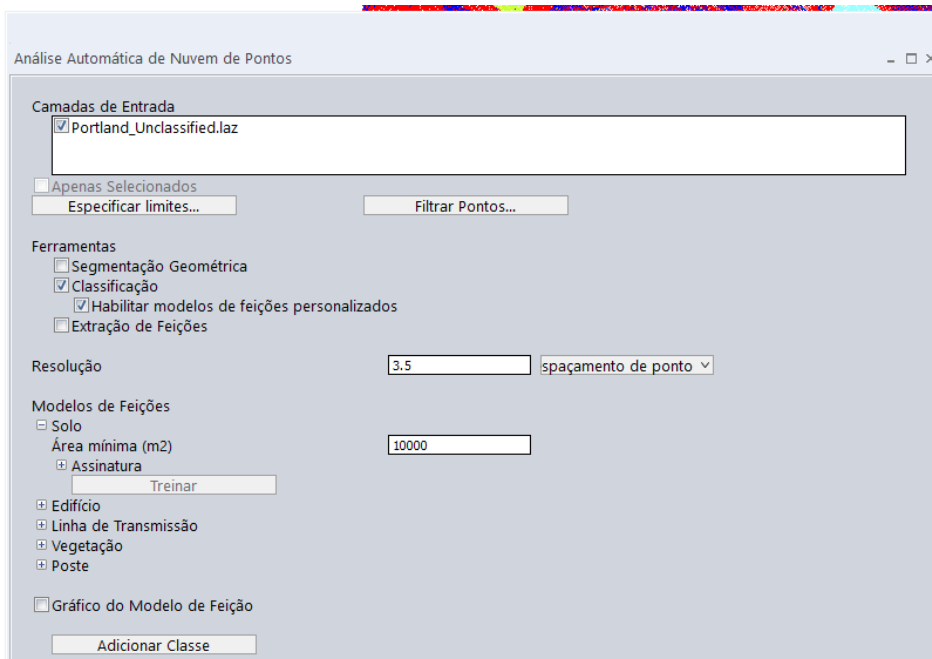 Análise Automática de Nuvem de Pontos
Camadas de Entrada
Portland_Unclassified.laz
Apenas Selecionados
Especificar limites... Filtrar Pontos...
Ferramentas
Segmentação Geométrica
Classificação
Habilitar modelos de feições personalizados
Extração de Feições
Resolução 3.5 spaçamento de ponto
Modelos de Feições
Solo
Área mínima (m2) 10000
Assinatura
Treinar
Edifício
Linha de Transmissão
Vegetação
Poste
Gráfico do Modelo de Feição
Adicionar Classe